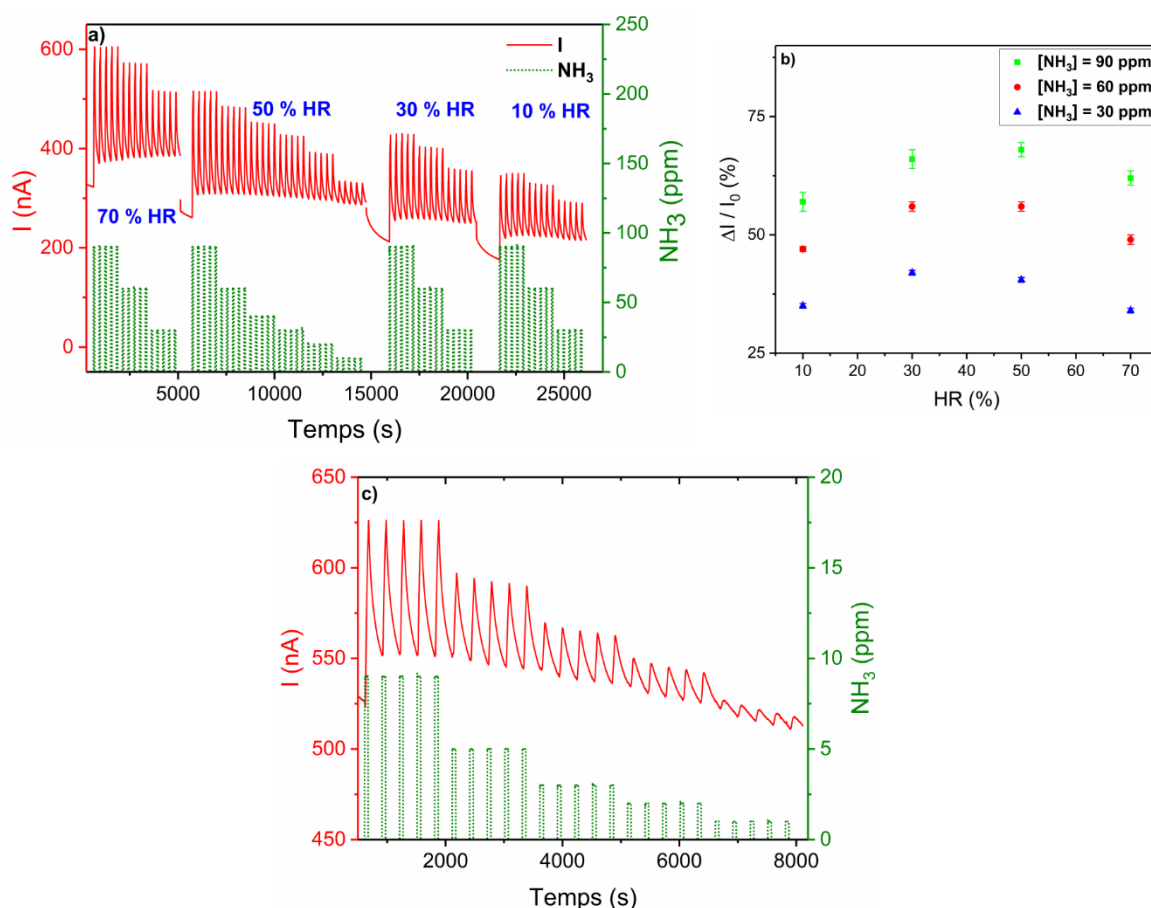 a)
I
NH₃
600
400
200
0
I (nA)
70 % HR
50 % HR
30 % HR
10 % HR
250
200
150
100
50
0
NH₃ (ppm)
5000 10000 15000 20000 25000
Temps (s)
b)
[NH₃] = 90 ppm
[NH₃] = 60 ppm
[NH₃] = 30 ppm
75
50
25
ΔI / I₀ (%)
10 20 30 40 50 60 70
HR (%)
c)
650
600
550
500
450
I (nA)
20
15
10
5
0
NH₃ (ppm)
2000 4000 6000 8000
Temps (s)